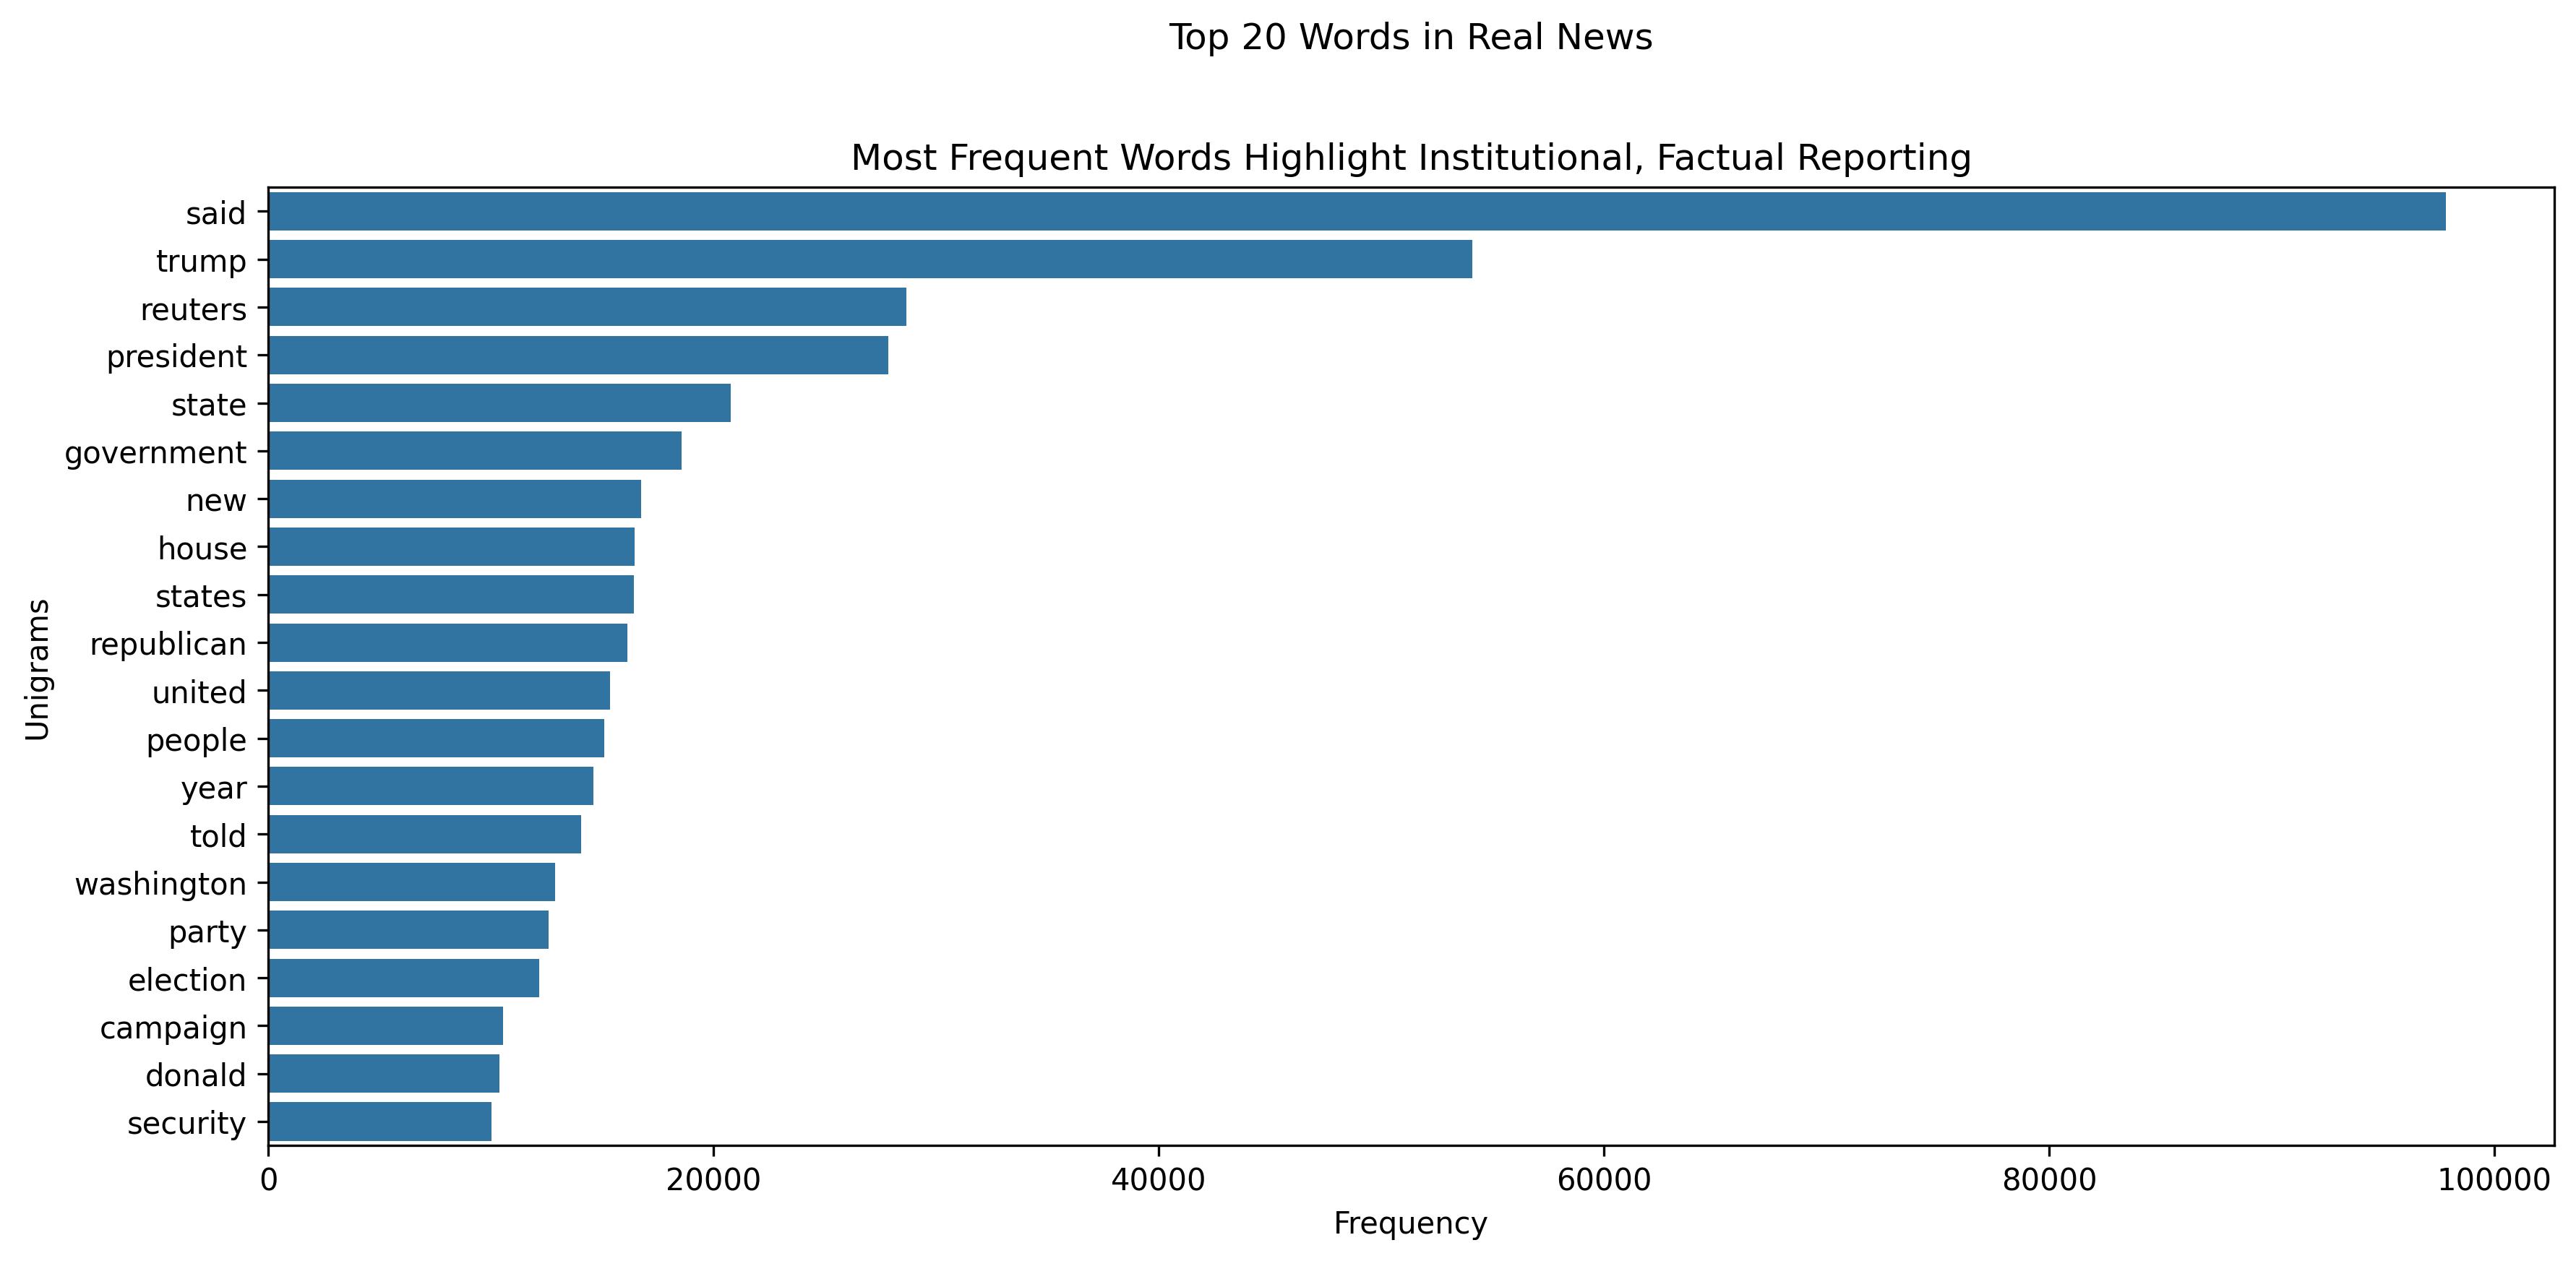 Top 20 Words in Real News
Most Frequent Words Highlight Institutional, Factual Reporting
said
trump
reuters
president
state
government
new
house
states
republican
united
people
year
told
washington
party
election
campaign
donald
security
Unigrams
0 20000 40000 60000 80000 100000
Frequency